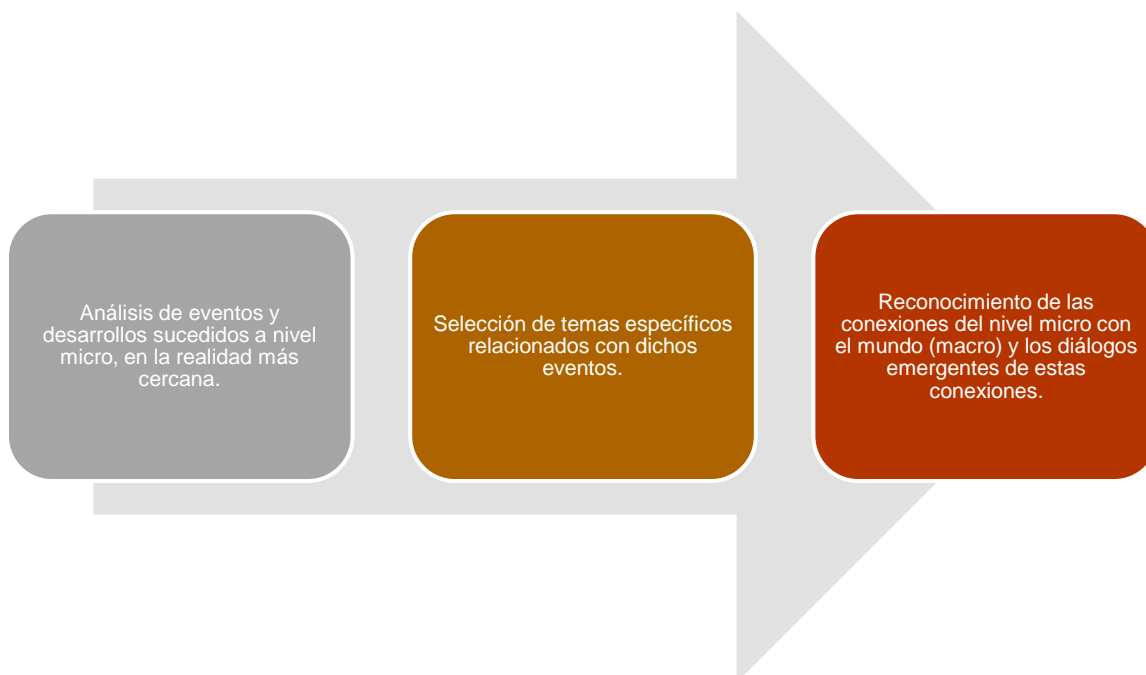 Análisis de eventos y
desarrollos sucedidos a nivel
micro, en la realidad más
cercana.
Selección de temas específicos
relacionados con dichos
eventos.
Reconocimiento de las
conexiones del nivel micro con
el mundo (macro) y los diálogos
emergentes de estas
conexiones.